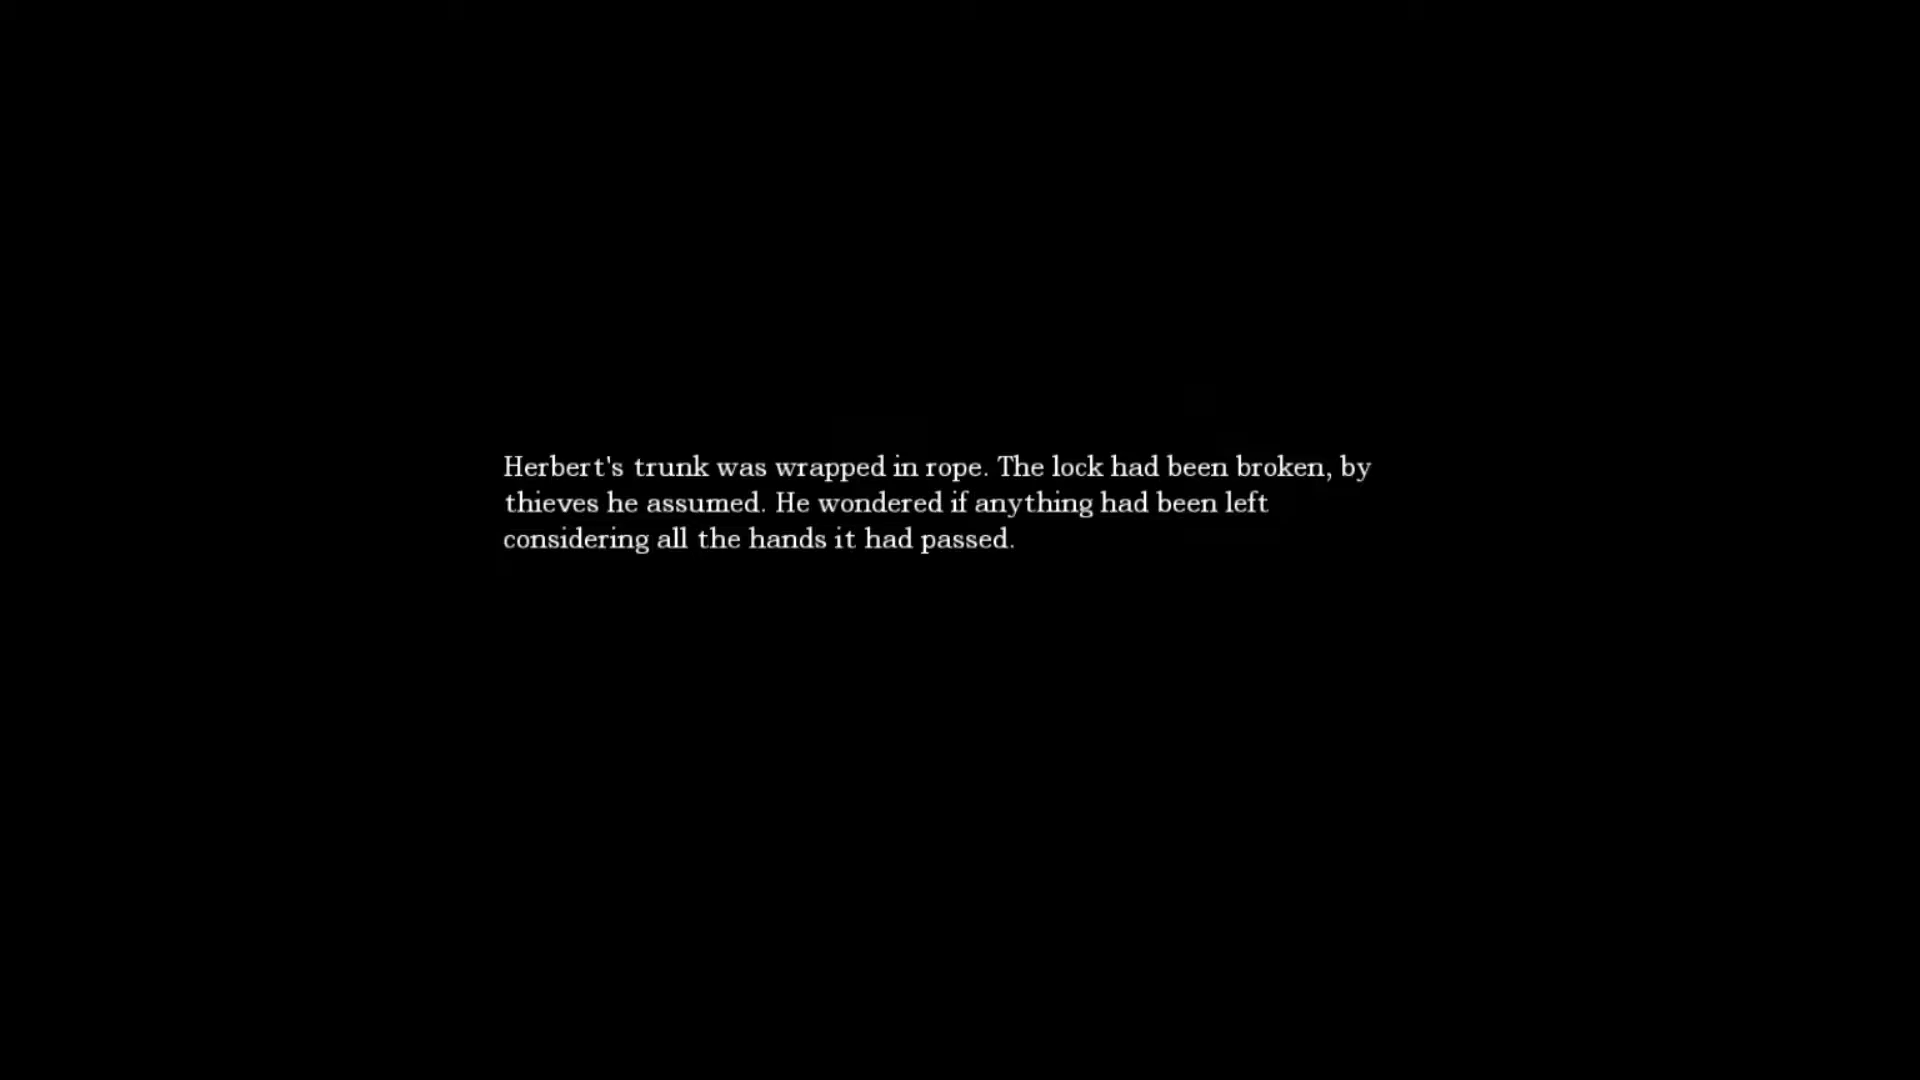 Herbert's trunk was wrapped in rope. The lock had been broken, by
thieves he assumed. He wondered if anything had been left
considering all the hands it had passed.